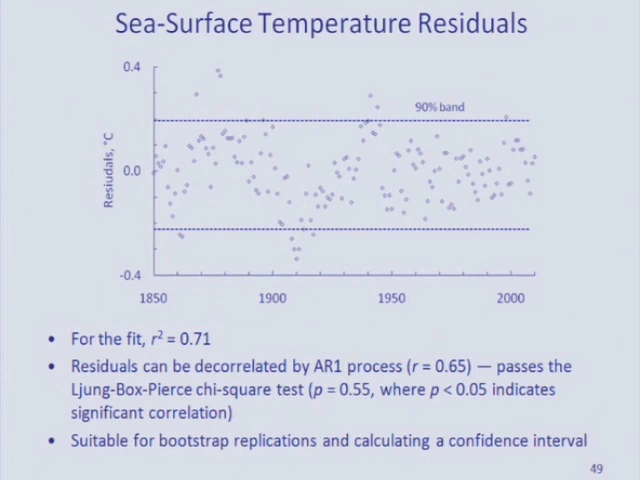 Sea-Surface Temperature Residuals
0.4
90% band
Resiudals, °C
0.0
-0.4
1850 1900 1950 2000
• For the fit, r² = 0.71
• Residuals can be decorrelated by AR1 process (r = 0.65) — passes the
Ljung-Box-Pierce chi-square test (p = 0.55, where p < 0.05 indicates
significant correlation)
• Suitable for bootstrap replications and calculating a confidence interval
49